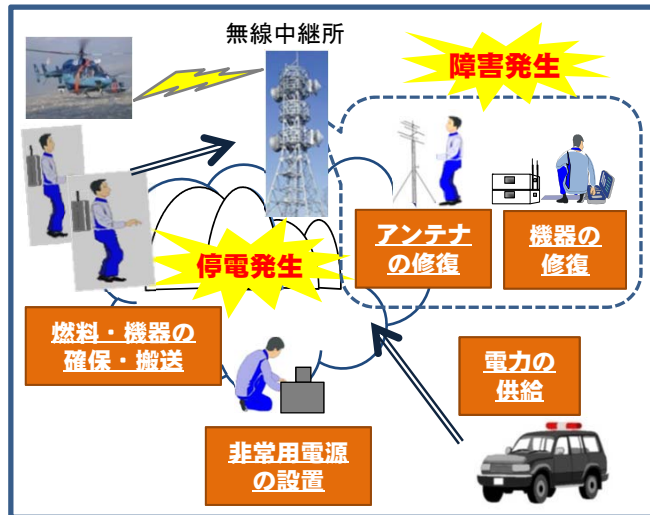 無線中継所
障害発生
アンテナ
の修復
機器の
修復
停電発生
燃料・機器の
確保・搬送
電力の
供給
非常用電源
の設置